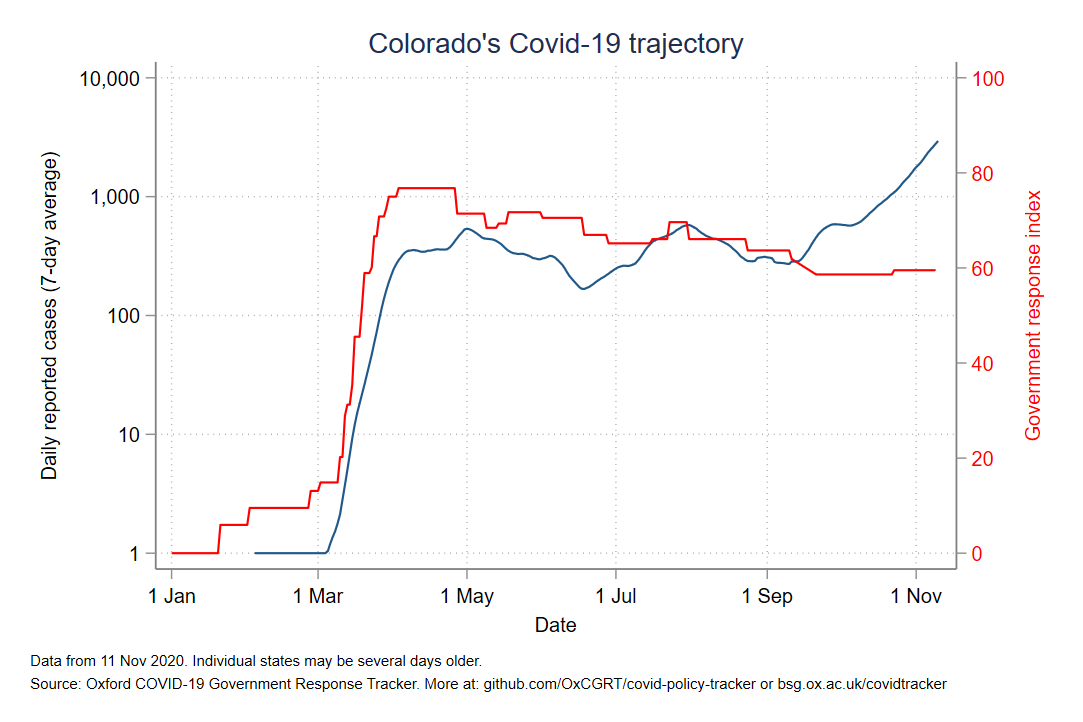 Colorado's Covid-19 trajectory
10,000
1,000
100
10
1
Daily reported cases (7-day average)
100
80
60
40
20
0
Government response index
1 Jan 1 Mar 1 May 1 Jul 1 Sep 1 Nov
Date
Data from 11 Nov 2020. Individual states may be several days older.
Source: Oxford COVID-19 Government Response Tracker. More at: github.com/OxCGRT/covid-policy-tracker or bsg.ox.ac.uk/covidtracker